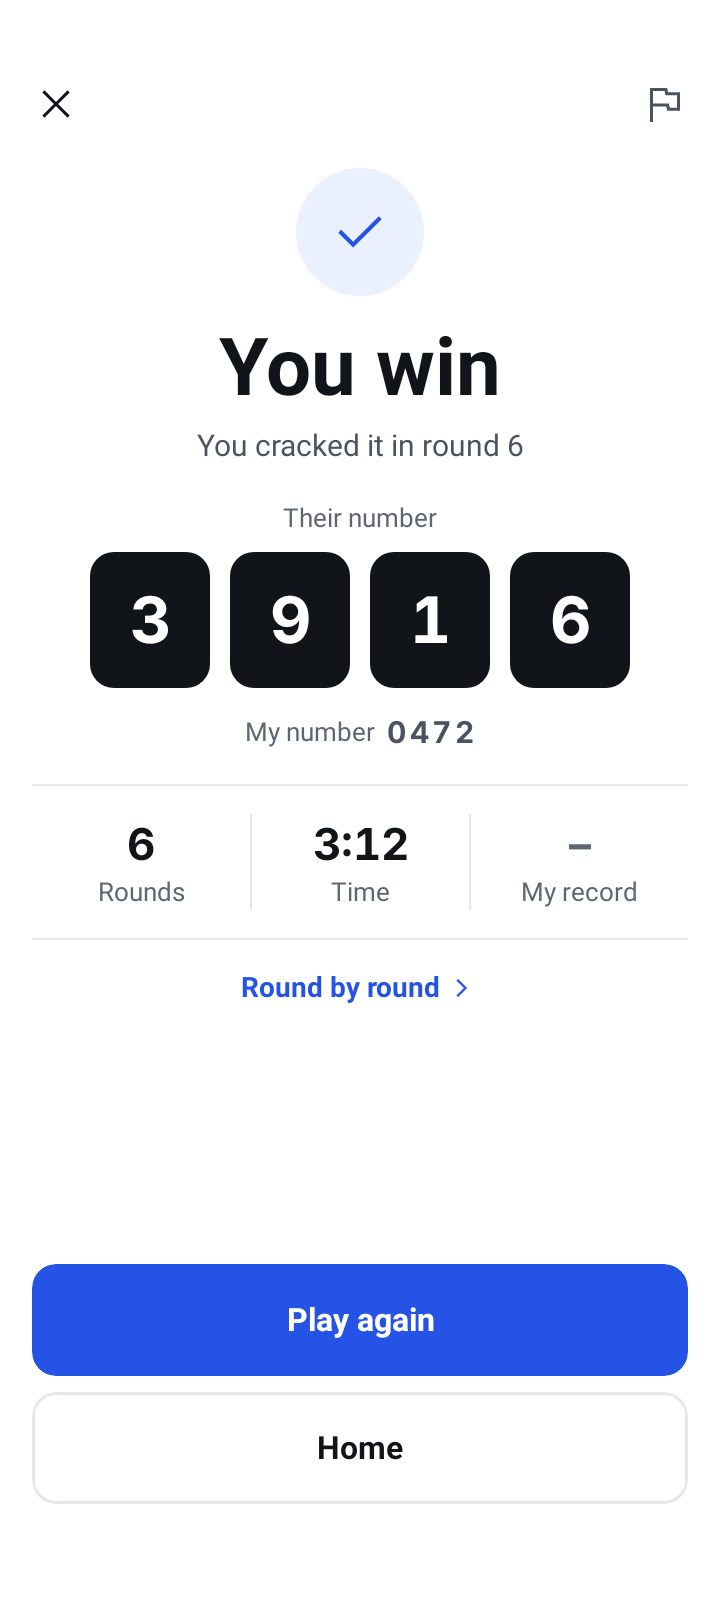 You win
You cracked it in round 6
Their number
3 9 1 6
My number 0472
6 3:12 –
Rounds Time My record
Round by round
Play again
Home